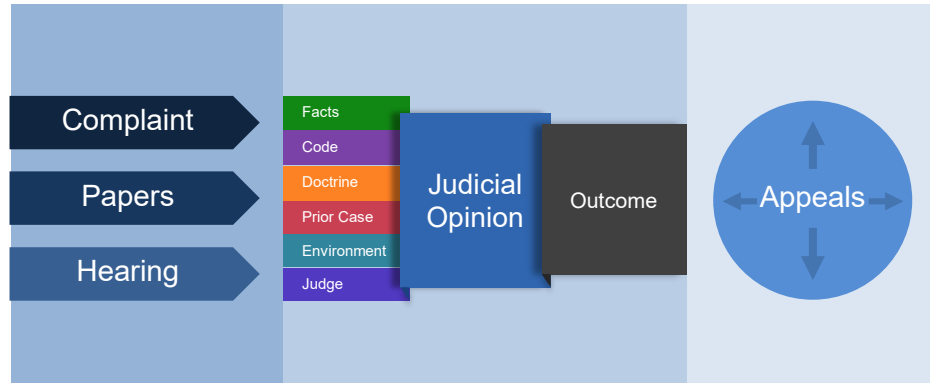 Complaint
Papers
Hearing
Facts
Code
Doctrine
Prior Case
Environment
Judge
Judicial
Opinion
Outcome
Appeals